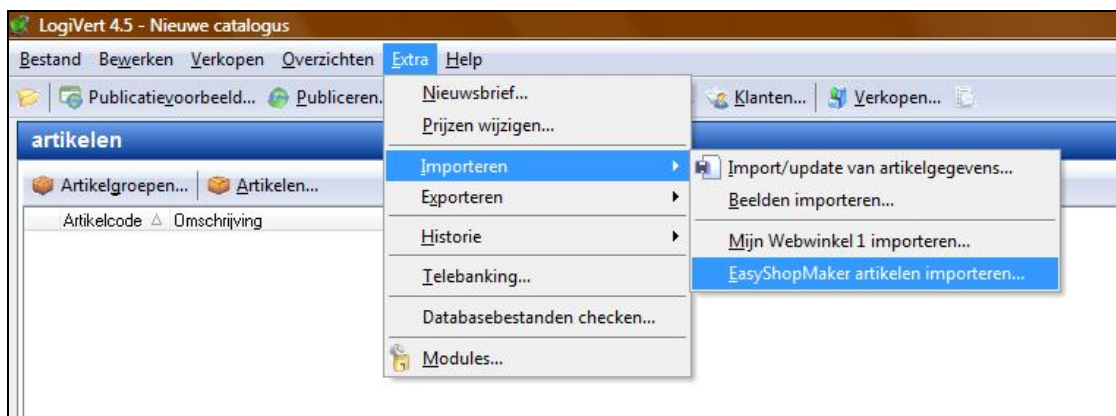 LogiVert 4.5 - Nieuwe catalogus
Bestand Bewerken Verkopen Overzichten Extra Help
Publicatievoorbeeld... Publiceren. Klanten... Verkopen...
artikelen
Artikelgroepen... Artikelen...
Artikelcode Omschrijving
Nieuwsbrief...
Prijzen wijzigen...
Importeren
Exporteren
Historie
Telebanking...
Databasebestanden checken...
Modules...
Import/update van artikelgegevens...
Beelden importeren...
Mijn Webwinkel 1 importeren...
EasyShopMaker artikelen importeren...